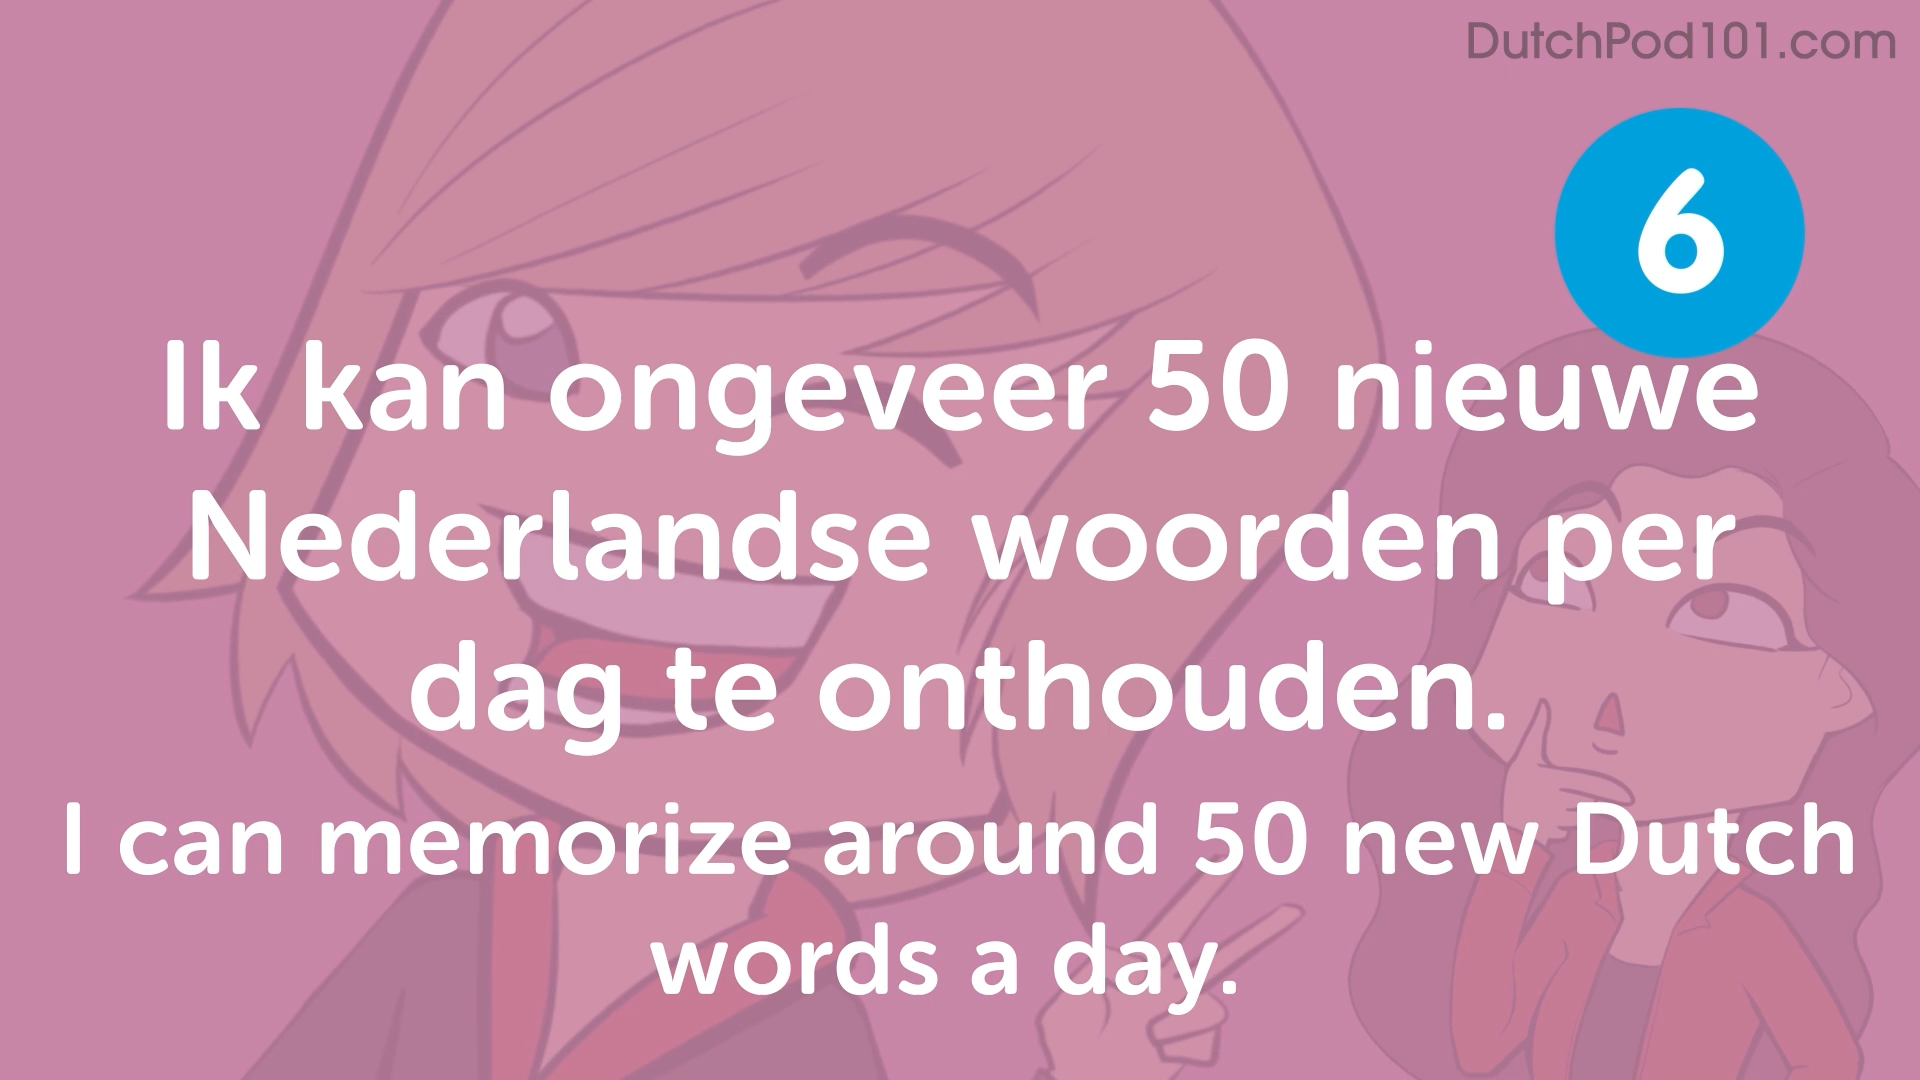 DutchPod101.com
6
Ik kan ongeveer 50 nieuwe
Nederlandse woorden per
dag te onthouden.
I can memorize around 50 new Dutch
words a day.